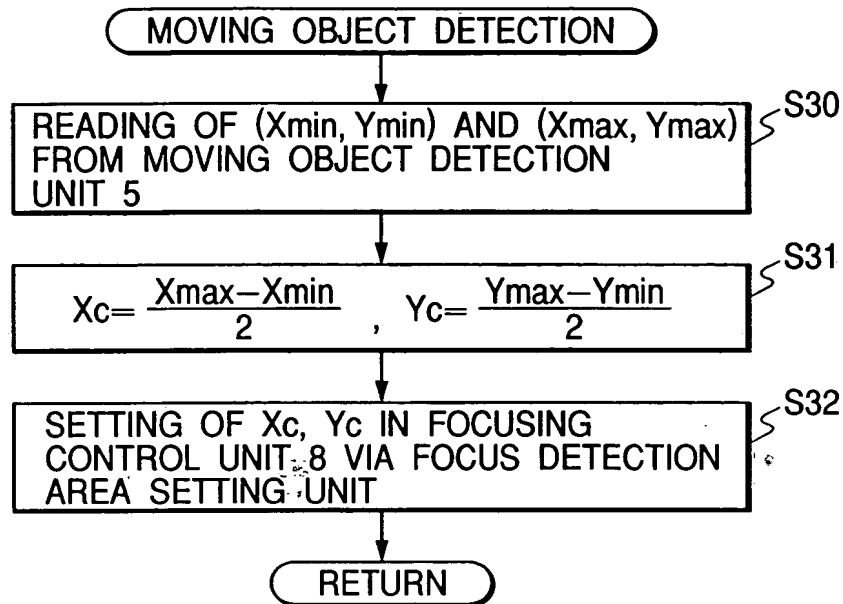 MOVING OBJECT DETECTION
S30
READING OF (Xmin, Ymin) AND (Xmax, Ymax)
FROM MOVING OBJECT DETECTION
UNIT 5
S31
Xc= Xmax−Xmin / 2 , Yc= Ymax−Ymin / 2
S32
SETTING OF Xc, Yc IN FOCUSING
CONTROL UNIT 8 VIA FOCUS DETECTION
AREA SETTING UNIT
RETURN